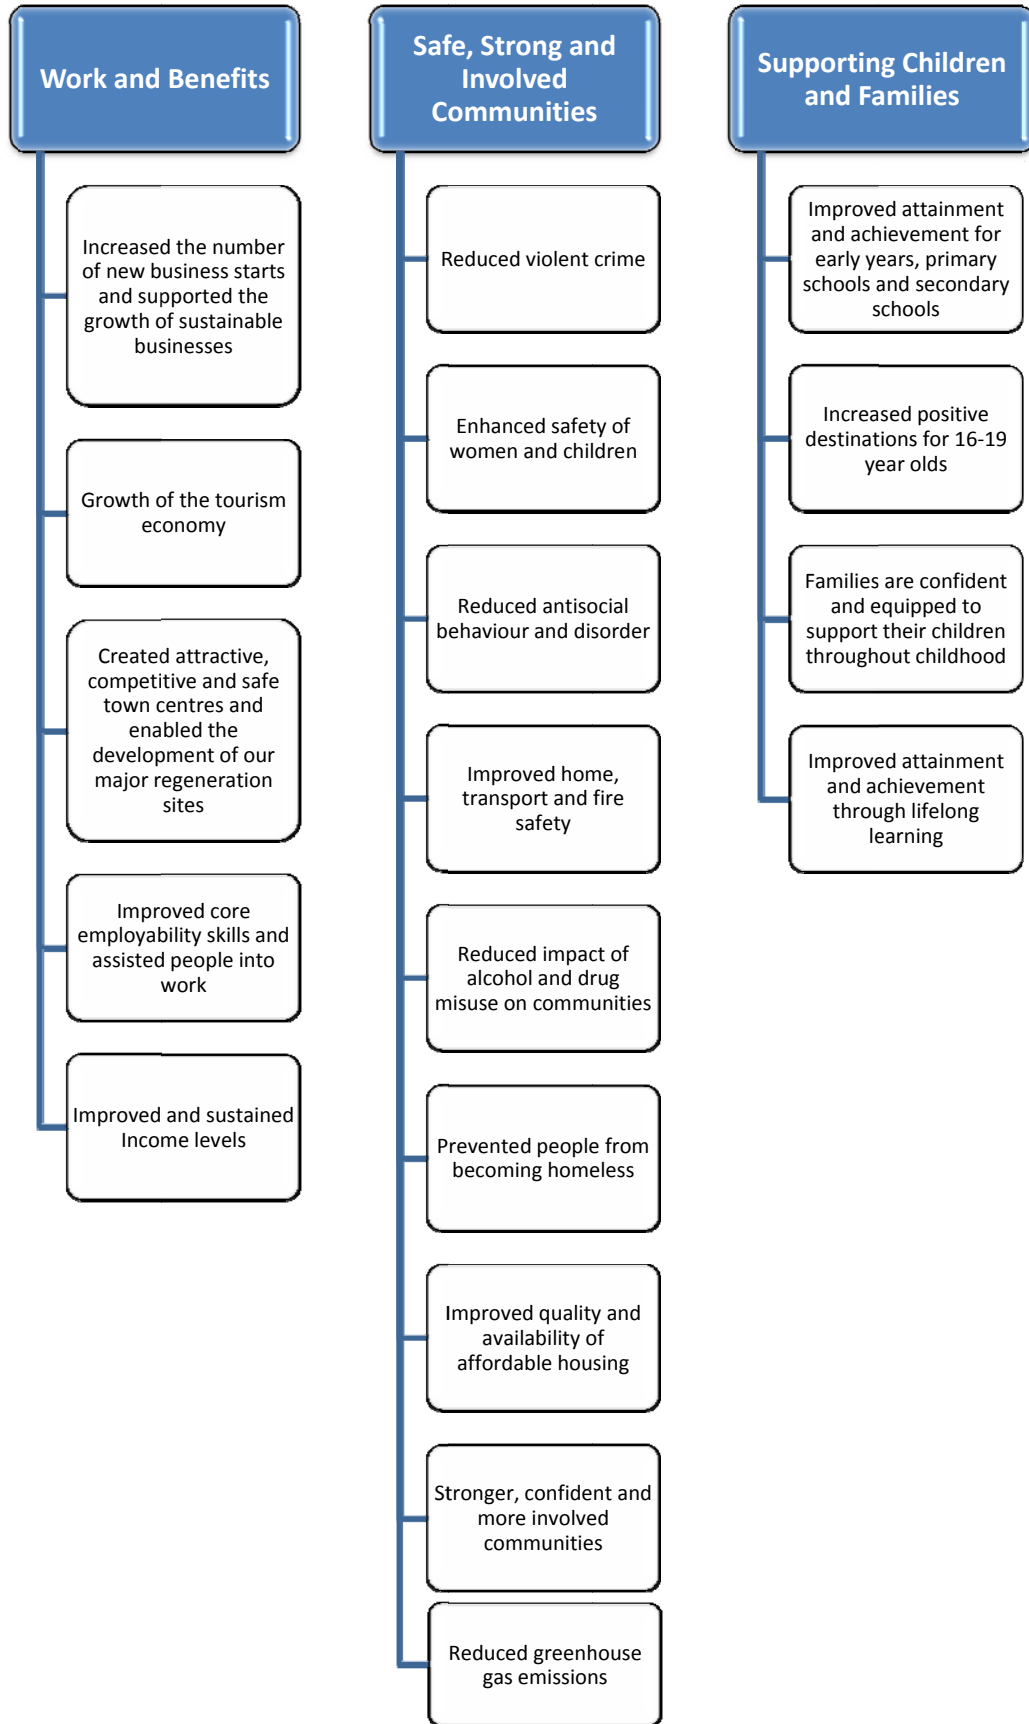 Work and Benefits
Increased the number
of new business starts
and supported the
growth of sustainable
businesses
Growth of the tourism
economy
Created attractive,
competitive and safe
town centres and
enabled the
development of our
major regeneration
sites
Improved core
employability skills and
assisted people into
work
Improved and sustained
Income levels
Safe, Strong and
Involved
Communities
Reduced violent crime
Enhanced safety of
women and children
Reduced antisocial
behaviour and disorder
Improved home,
transport and fire
safety
Reduced impact of
alcohol and drug
misuse on communities
Prevented people from
becoming homeless
Improved quality and
availability of
affordable housing
Stronger, confident and
more involved
communities
Reduced greenhouse
gas emissions
Supporting Children
and Families
Improved attainment
and achievement for
early years, primary
schools and secondary
schools
Increased positive
destinations for 16-19
year olds
Families are confident
and equipped to
support their children
throughout childhood
Improved attainment
and achievement
through lifelong
learning